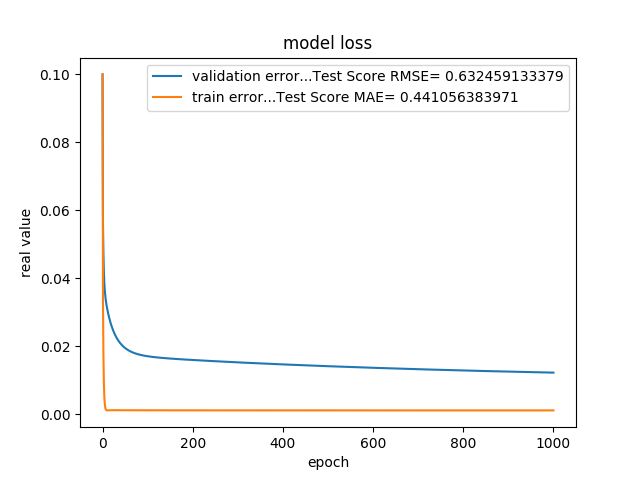 model loss
validation error...Test Score RMSE= 0.632459133379
train error...Test Score MAE= 0.441056383971
0.10
0.08
0.06
0.04
0.02
0.00
real value
0 200 400 600 800 1000
epoch